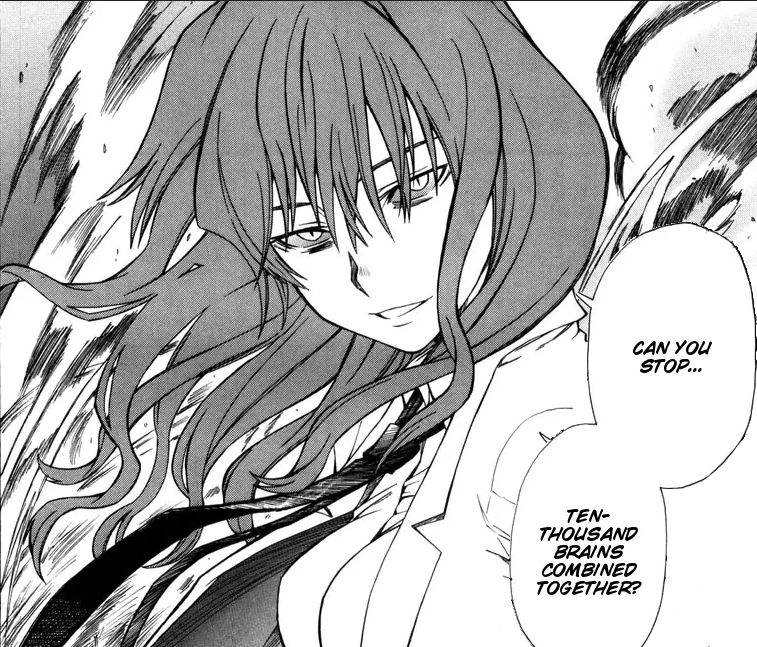 CAN YOU
STOP...
TEN-
THOUSAND
BRAINS
COMBINED
TOGETHER?